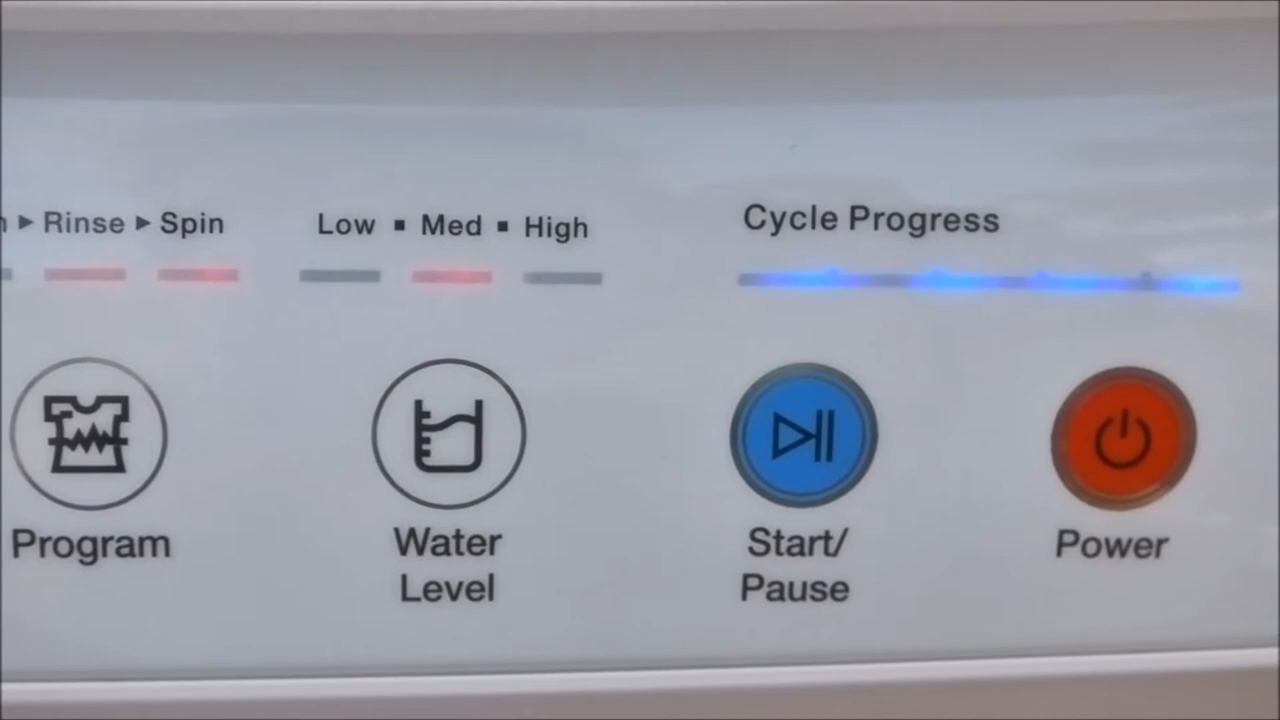 Rinse ▶ Spin
Low ▪ Med ▪ High
Cycle Progress
Program
Water
Level
Start/
Pause
Power